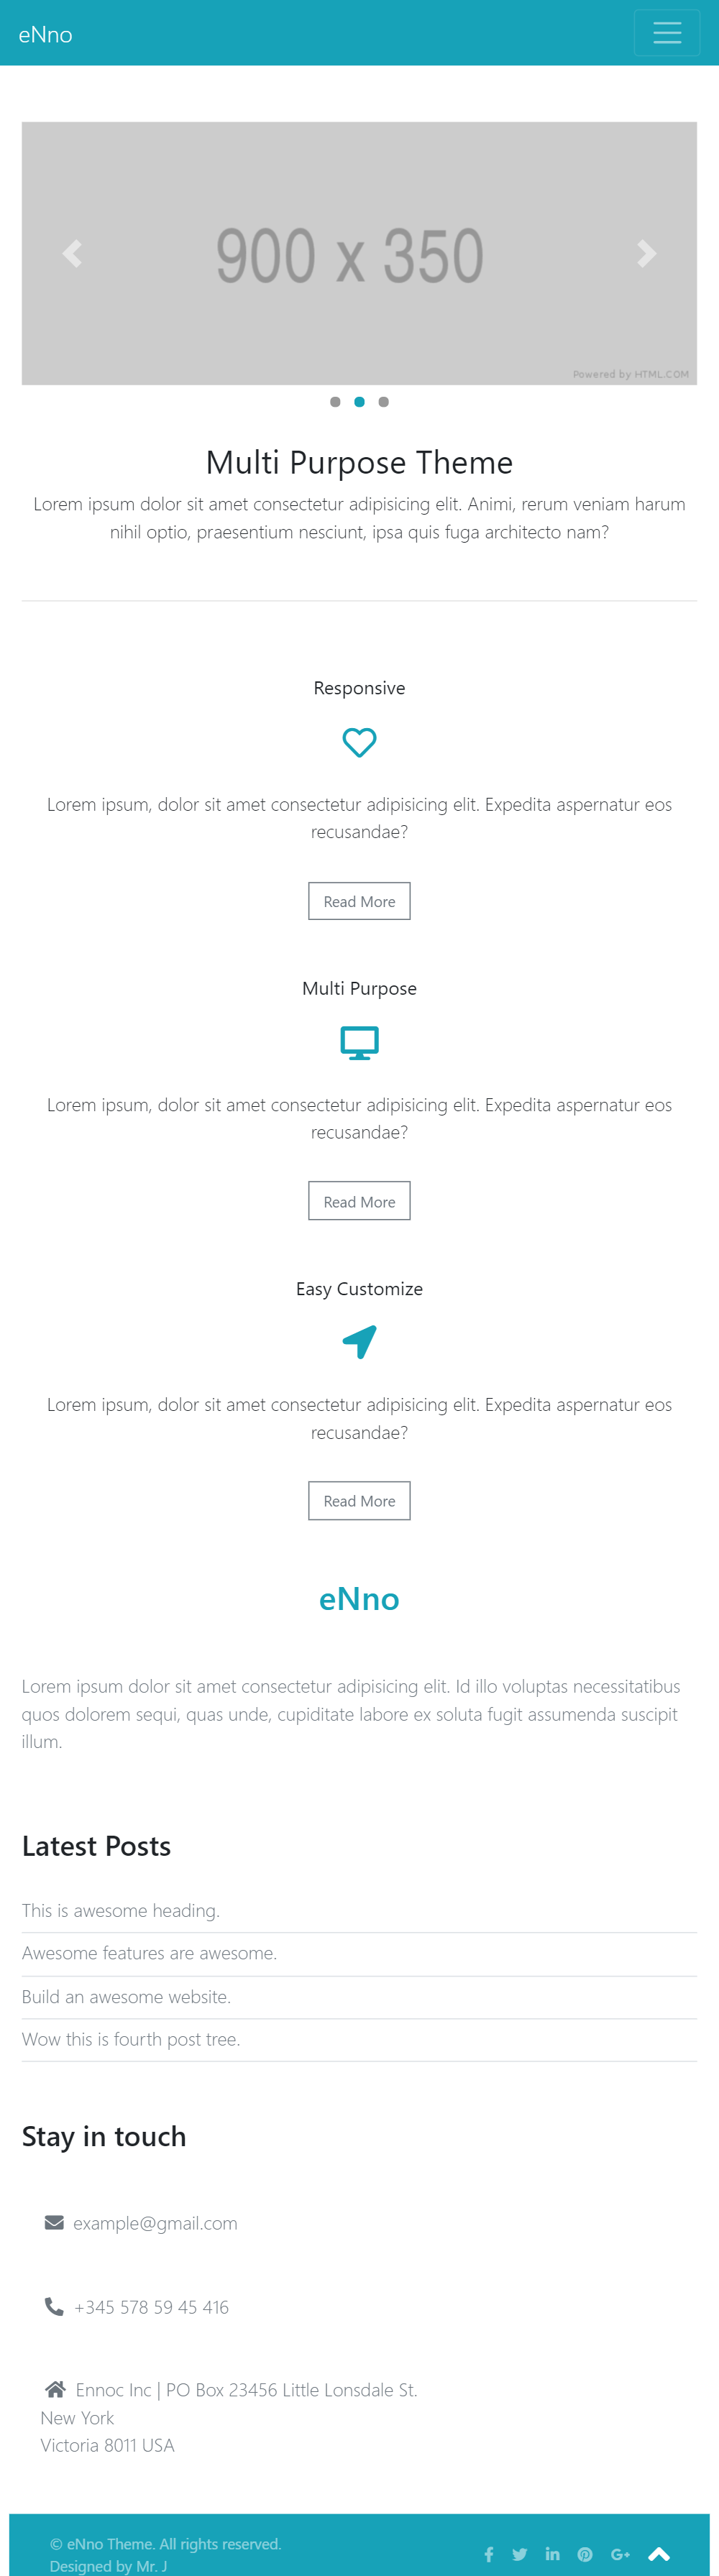 eNno
900 x 350
Powered by HTML.COM
Multi Purpose Theme
Lorem ipsum dolor sit amet consectetur adipisicing elit. Animi, rerum veniam harum
nihil optio, praesentium nesciunt, ipsa quis fuga architecto nam?
Responsive
Lorem ipsum, dolor sit amet consectetur adipisicing elit. Expedita aspernatur eos
recusandae?
Read More
Multi Purpose
Lorem ipsum, dolor sit amet consectetur adipisicing elit. Expedita aspernatur eos
recusandae?
Read More
Easy Customize
Lorem ipsum, dolor sit amet consectetur adipisicing elit. Expedita aspernatur eos
recusandae?
Read More
eNno
Lorem ipsum dolor sit amet consectetur adipisicing elit. Id illo voluptas necessitatibus
quos dolorem sequi, quas unde, cupiditate labore ex soluta fugit assumenda suscipit
illum.
Latest Posts
This is awesome heading.
Awesome features are awesome.
Build an awesome website.
Wow this is fourth post tree.
Stay in touch
example@gmail.com
+345 578 59 45 416
Ennoc Inc | PO Box 23456 Little Lonsdale St.
New York
Victoria 8011 USA
© eNno Theme. All rights reserved.
Designed by Mr. J